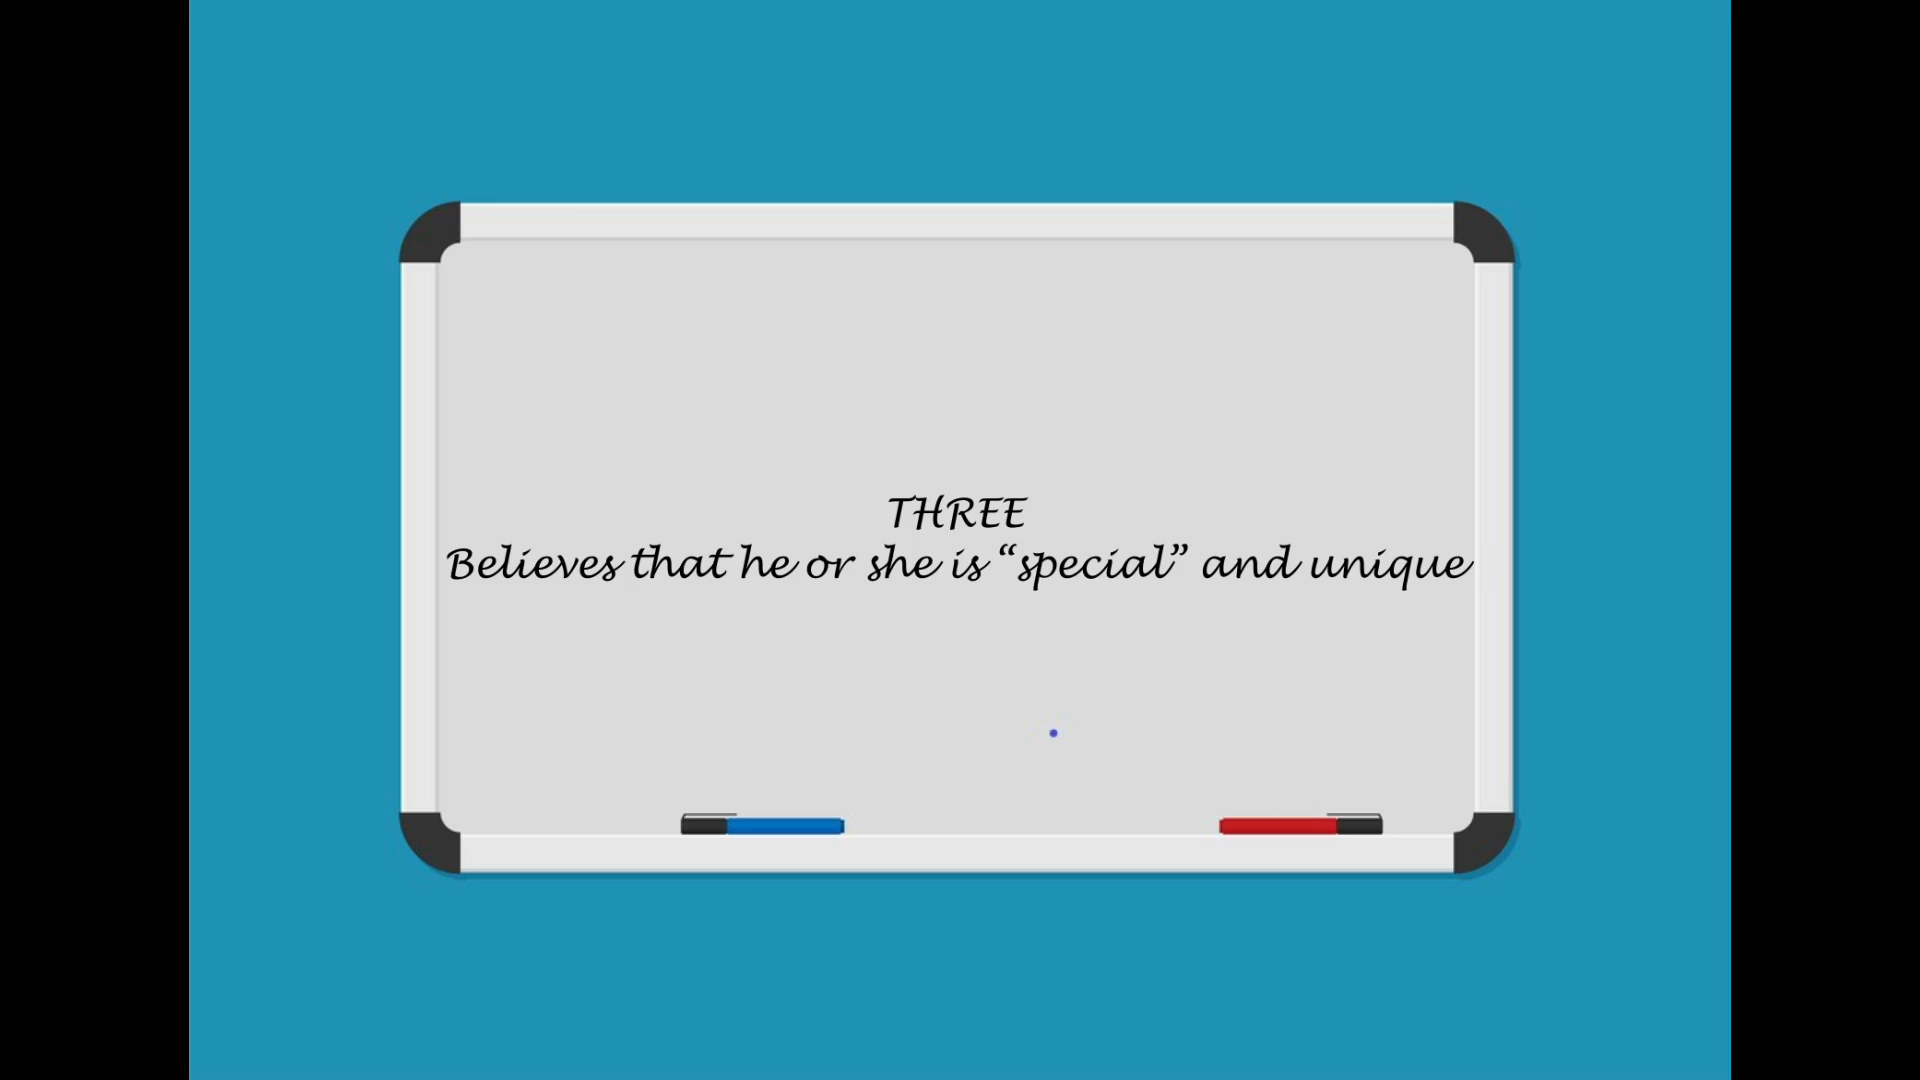 THREE
Believes that he or she is “special” and unique